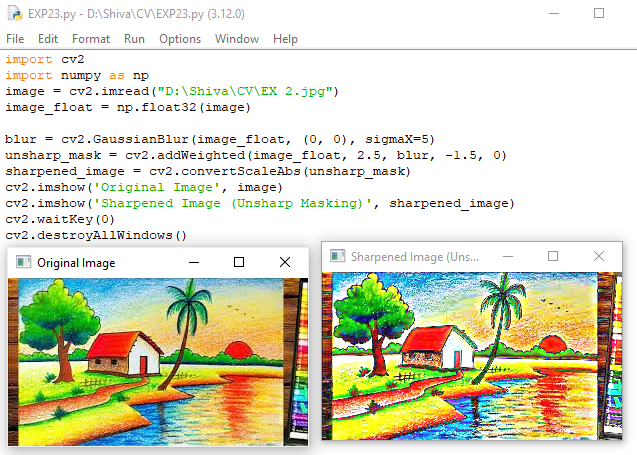 EXP23.py - D:\Shiva\CV\EXP23.py (3.12.0)
File Edit Format Run Options Window Help
import cv2
import numpy as np
image = cv2.imread("D:\Shiva\CV\EX 2.jpg")
image_float = np.float32(image)
blur = cv2.GaussianBlur(image_float, (0, 0), sigmaX=5)
unsharp_mask = cv2.addWeighted(image_float, 2.5, blur, -1.5, 0)
sharpened_image = cv2.convertScaleAbs(unsharp_mask)
cv2.imshow('Original Image', image)
cv2.imshow('Sharpened Image (Unsharp Masking)', sharpened_image)
cv2.waitKey(0)
cv2.destroyAllWindows()
Original Image
Sharpened Image (Uns...